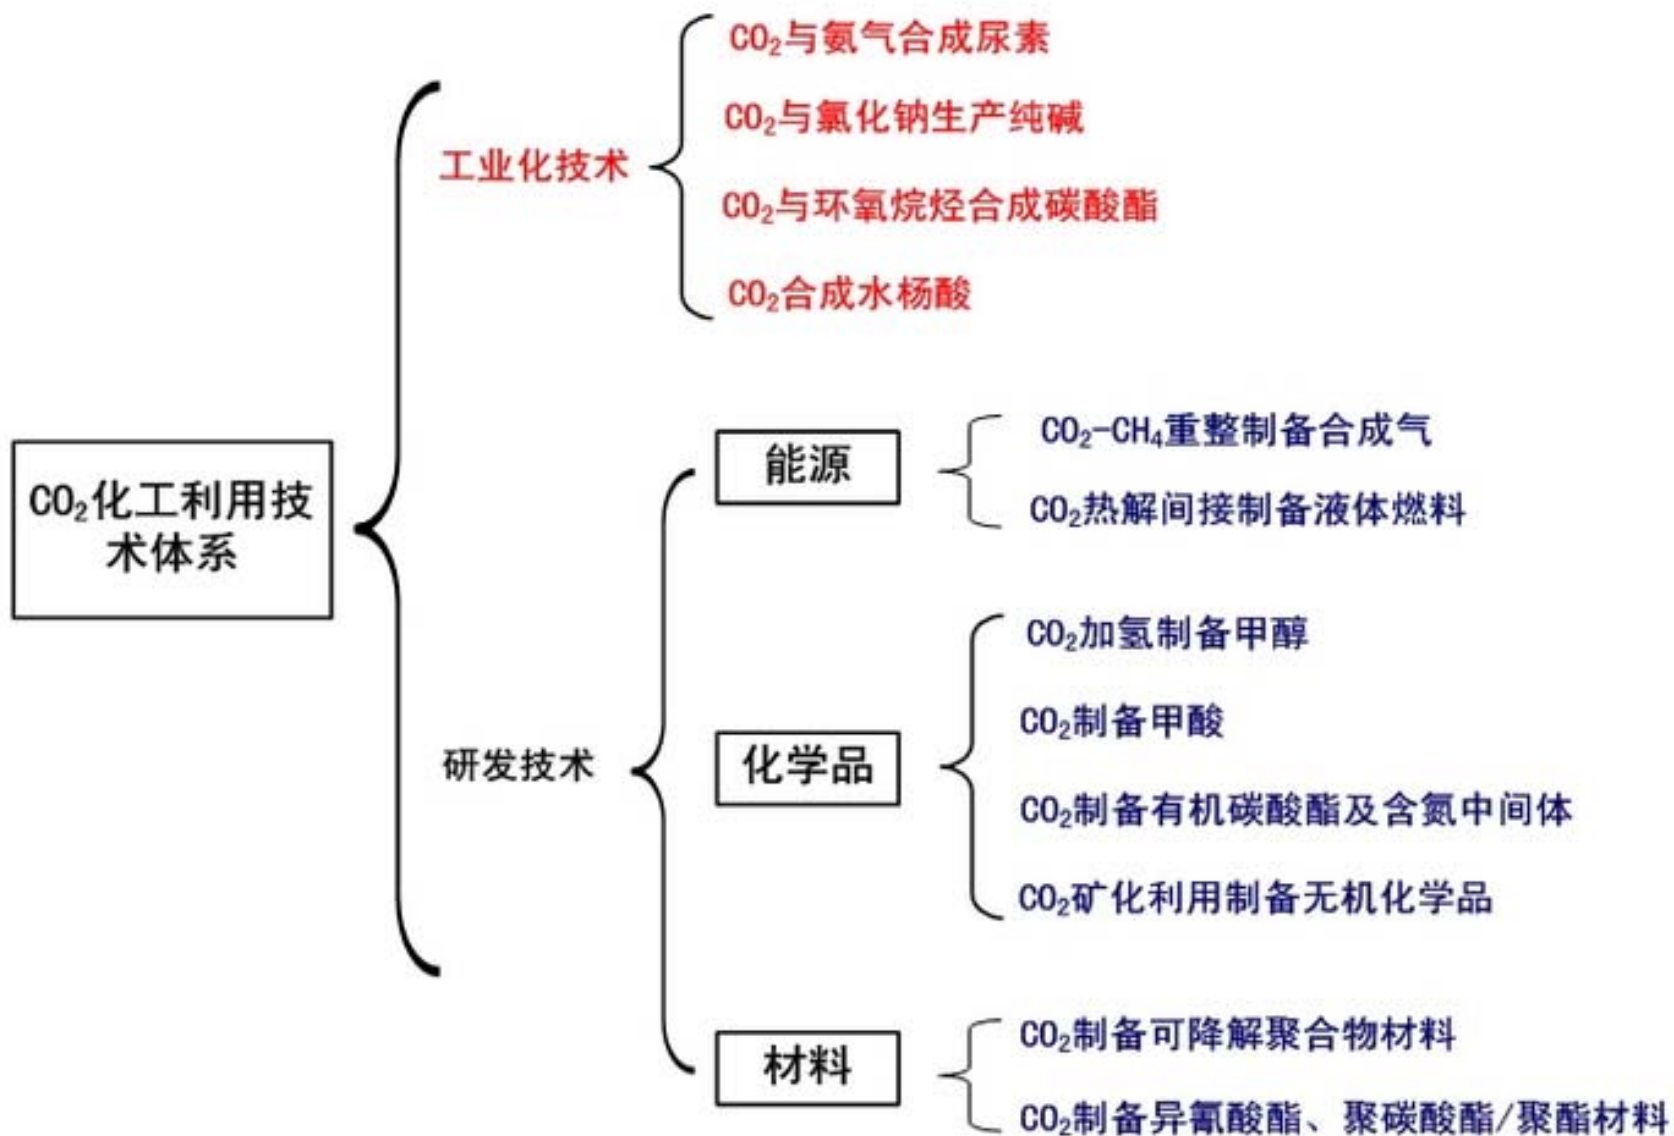 CO₂化工利用技
术体系
工业化技术
CO₂与氨气合成尿素
CO₂与氯化钠生产纯碱
CO₂与环氧烷烃合成碳酸酯
CO₂合成水杨酸
研发技术
能源
CO₂-CH₄重整制备合成气
CO₂热解间接制备液体燃料
化学品
CO₂加氢制备甲醇
CO₂制备甲酸
CO₂制备有机碳酸酯及含氮中间体
CO₂矿化利用制备无机化学品
材料
CO₂制备可降解聚合物材料
CO₂制备异氰酸酯、聚碳酸酯/聚酯材料